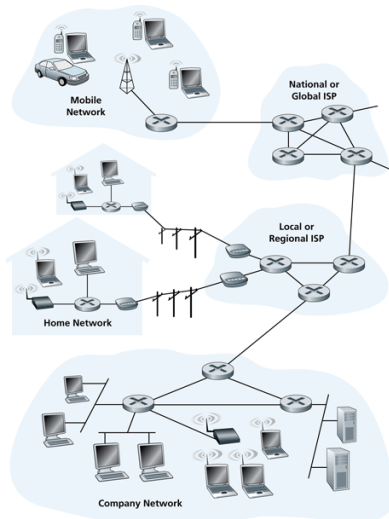 Mobile
Network
National or
Global ISP
Local or
Regional ISP
Home Network
Company Network